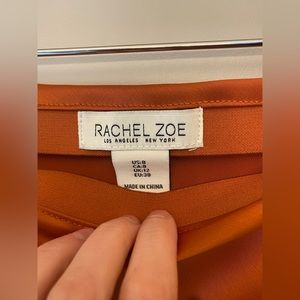 RACHEL ZOE
LOS ANGELES NEW YORK
US:8
CA:8
UK:12
EU:38
MADE IN CHINA